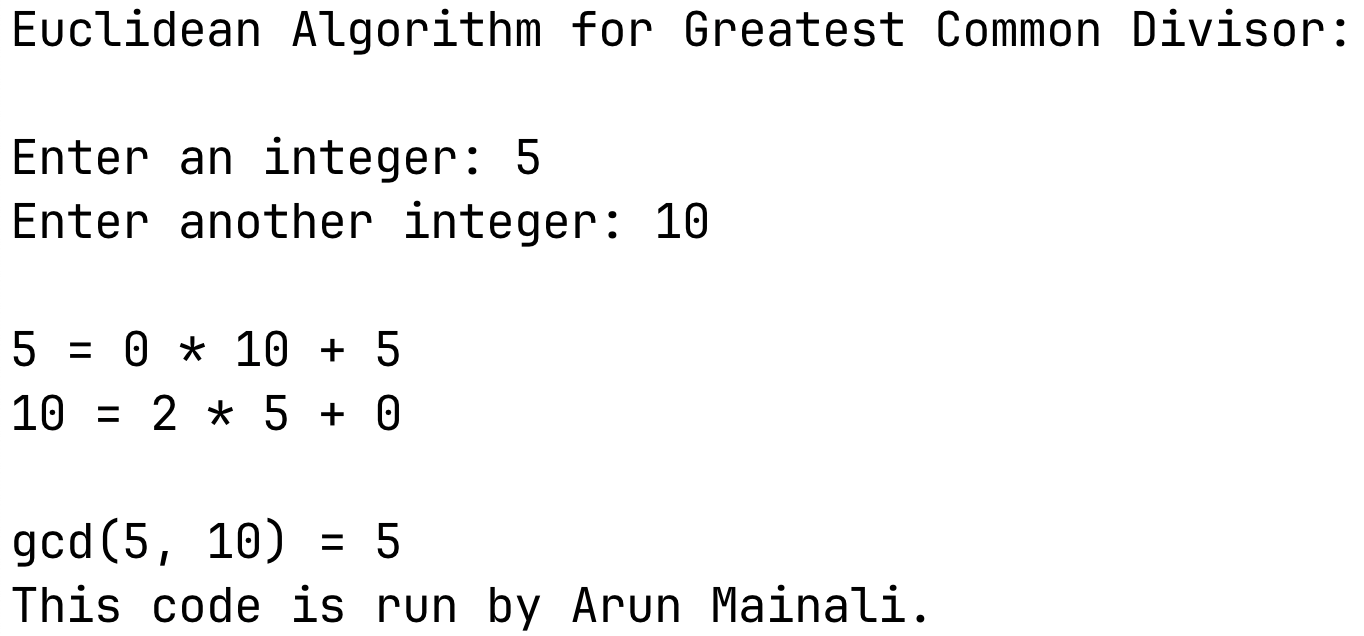 Euclidean Algorithm for Greatest Common Divisor:
Enter an integer: 5
Enter another integer: 10
5 = 0 * 10 + 5
10 = 2 * 5 + 0
gcd(5, 10) = 5
This code is run by Arun Mainali.